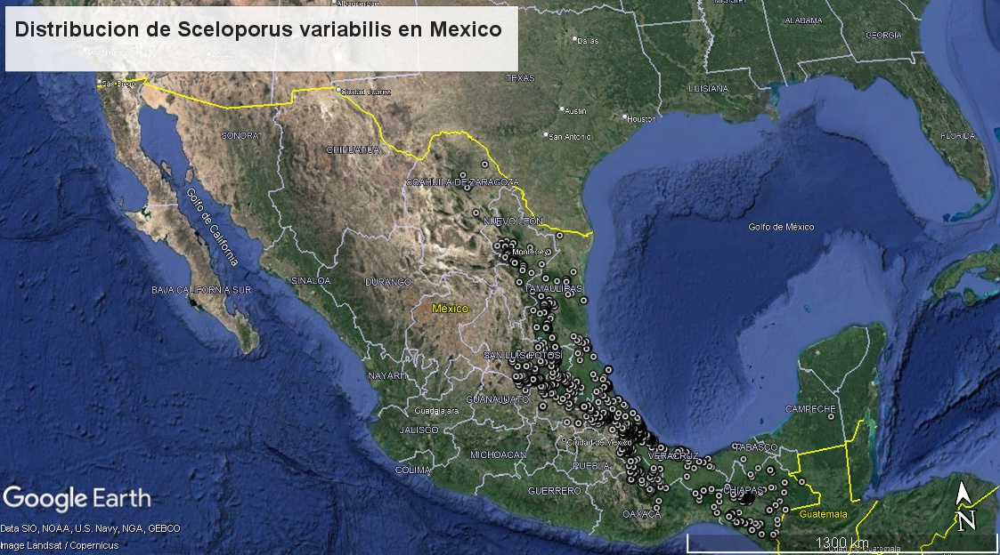 Distribucion de Sceloporus variabilis en Mexico
Albuquerque
ALABAMA
GEORGIA
Dallas
San Diego
Ciudad Juárez
TEXAS
LUISIANA
Austin
Houston
SONORA
CHIHUAHUA
San Antonio
FLORIDA
COAHUILA DE ZARAGOZA
Golfo de California
NUEVO LEÓN
Golfo de México
Monterrey
SINALOA
DURANGO
BAJA CALIFORNIA SUR
TAMAULIPAS
México
SAN LUIS POTOSÍ
NAYARIT
GUANAJUATO
Guadalajara
CAMPECHE
JALISCO
Ciudad de México
TABASCO
MICHOACÁN
VERACRUZ
COLIMA
PUEBLA
GUERRERO
CHIAPAS
Google Earth
OAXACA
Guatemala
N
Data SIO, NOAA, U.S. Navy, NGA, GEBCO
Image Landsat / Copernicus
1300 km